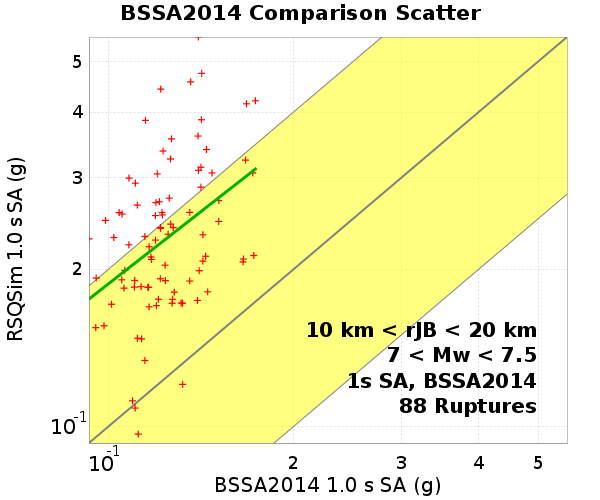 BSSA2014 Comparison Scatter
RSQSim 1.0 s SA (g)
5
4
3
2
10-1
10 km < rJB < 20 km
7 < Mw < 7.5
1s SA, BSSA2014
88 Ruptures
10-1 2 3 4 5
BSSA2014 1.0 s SA (g)